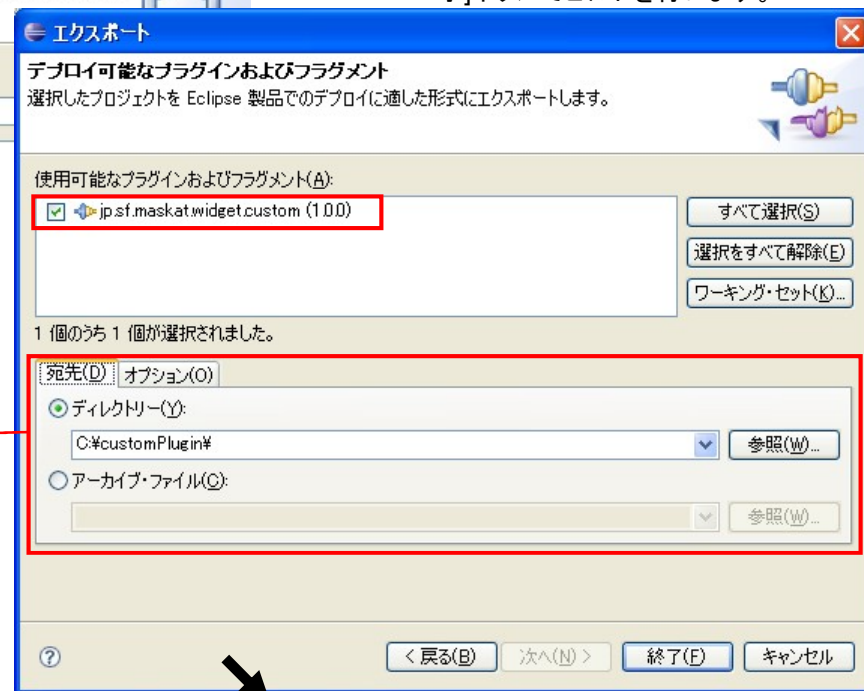 エクスポート
デプロイ可能なプラグインおよびフラグメント
選択したプロジェクトを Eclipse 製品でのデプロイに適した形式にエクスポートします。
使用可能なプラグインおよびフラグメント(A):
jp.sf.maskat.widget.custom (1.0.0)
すべて選択(S)
選択をすべて解除(E)
ワーキング・セット(K)...
1 個のうち 1 個が選択されました。
宛先(D) オプション(O)
ディレクトリー(Y):
C:¥customPlugin¥
参照(W)...
アーカイブ・ファイル(C):
参照(W)...
< 戻る(B) 次へ(N) > 終了(F) キャンセル